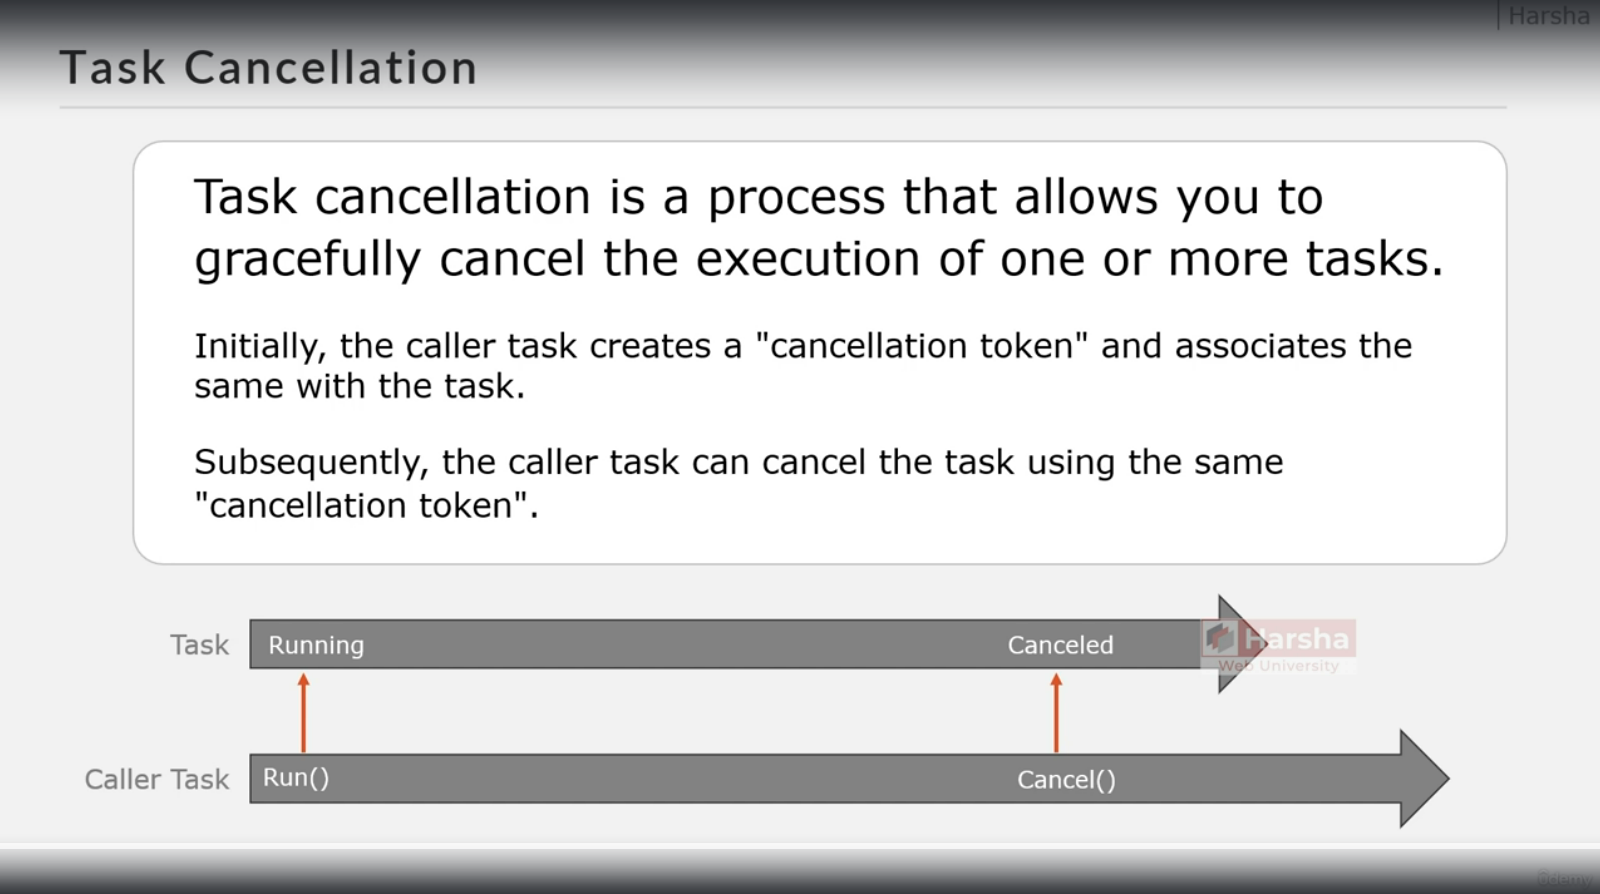 Harsha
Task Cancellation
Task cancellation is a process that allows you to
gracefully cancel the execution of one or more tasks.
Initially, the caller task creates a "cancellation token" and associates the
same with the task.
Subsequently, the caller task can cancel the task using the same
"cancellation token".
Task
Running
Canceled
Harsha
Web University
Caller Task
Run()
Cancel()
udemy